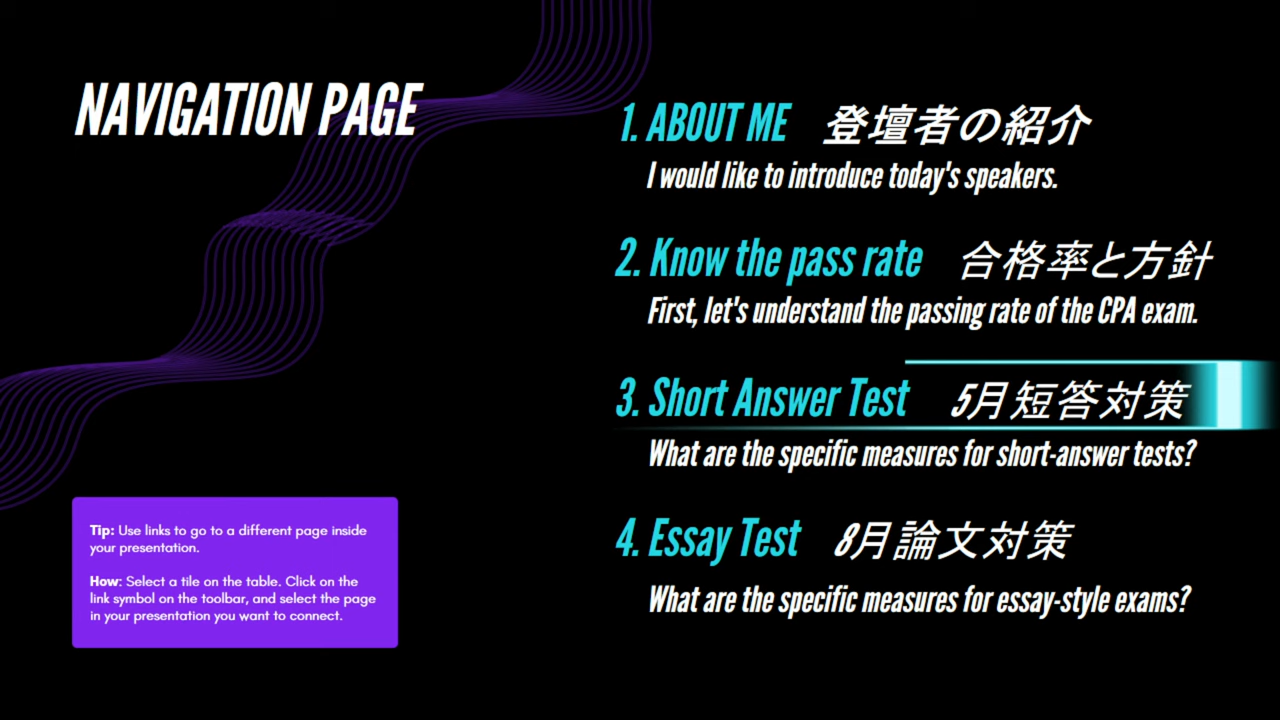 NAVIGATION PAGE
1. ABOUT ME 登壇者の紹介
I would like to introduce today's speakers.
2. Know the pass rate 合格率と方針
First, let's understand the passing rate of the CPA exam.
3. Short Answer Test 5月短答対策
What are the specific measures for short-answer tests?
4. Essay Test 8月論文対策
What are the specific measures for essay-style exams?
Tip: Use links to go to a different page inside
your presentation.
How: Select a tile on the table. Click on the
link symbol on the toolbar, and select the page
in your presentation you want to connect.